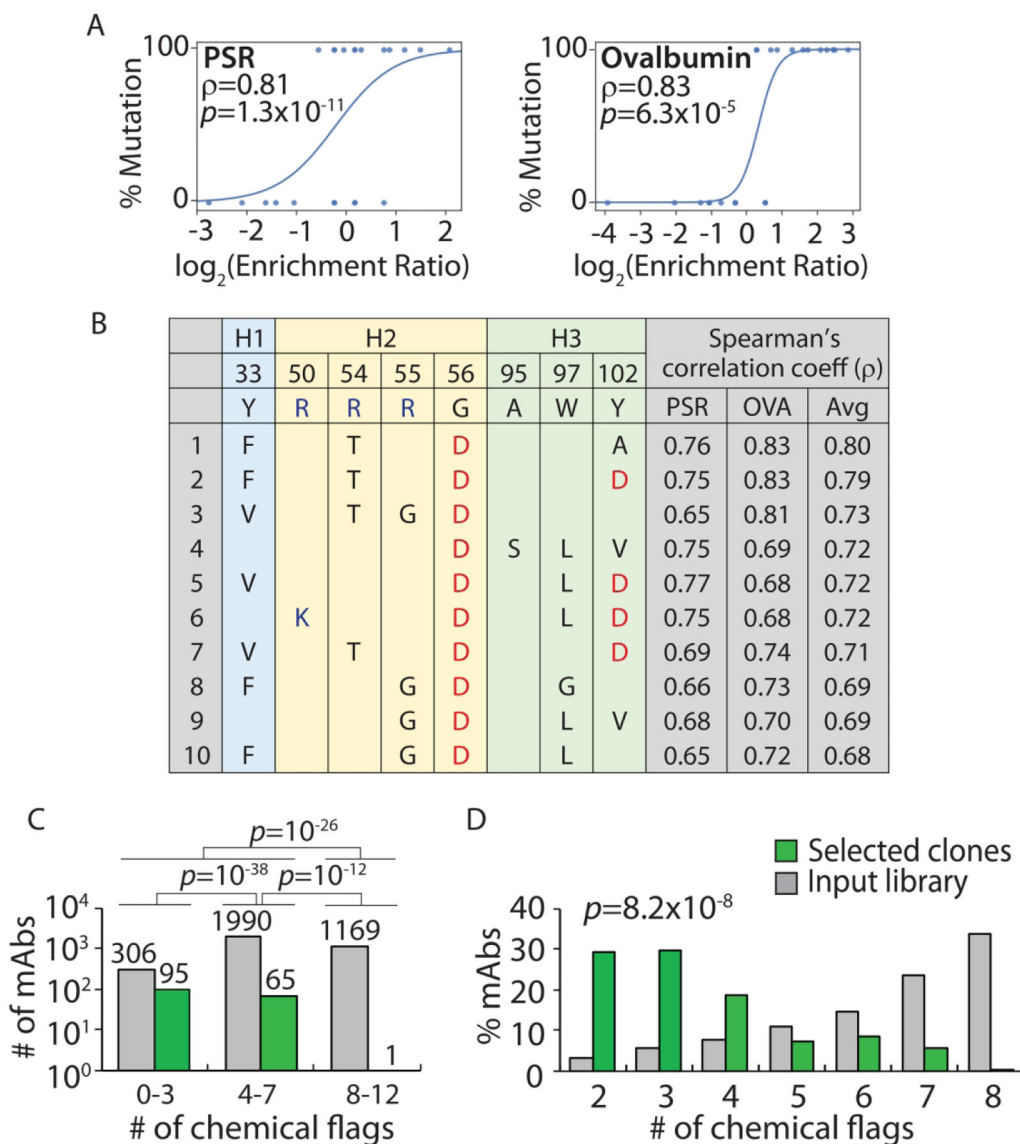 A
PSR
ρ=0.81
p=1.3x10⁻¹¹
100
0
% Mutation
-3 -2 -1 0 1 2
log₂(Enrichment Ratio)
Ovalbumin
ρ=0.83
p=6.3x10⁻⁵
100
0
% Mutation
-4 -3 -2 -1 0 1 2 3
log₂(Enrichment Ratio)
B
H1 H2 H3 Spearman's
correlation coeff (ρ)
33 50 54 55 56 95 97 102
Y R R R G A W Y PSR OVA Avg
1 F T D A 0.76 0.83 0.80
2 F T D D 0.75 0.83 0.79
3 V T G D 0.65 0.81 0.73
4 D S L V 0.75 0.69 0.72
5 V D L D 0.77 0.68 0.72
6 K D L D 0.75 0.68 0.72
7 V T D D 0.69 0.74 0.71
8 F G D G 0.66 0.73 0.69
9 G D L V 0.68 0.70 0.69
10 F G D L 0.65 0.72 0.68
C
p=10⁻²⁶
p=10⁻³⁸ p=10⁻¹²
10⁴
10³
10²
10¹
10⁰
# of mAbs
306 95 1990 65 1169 1
0-3 4-7 8-12
# of chemical flags
D
Selected clones
Input library
p=8.2x10⁻⁸
40
30
20
10
0
% mAbs
2 3 4 5 6 7 8
# of chemical flags